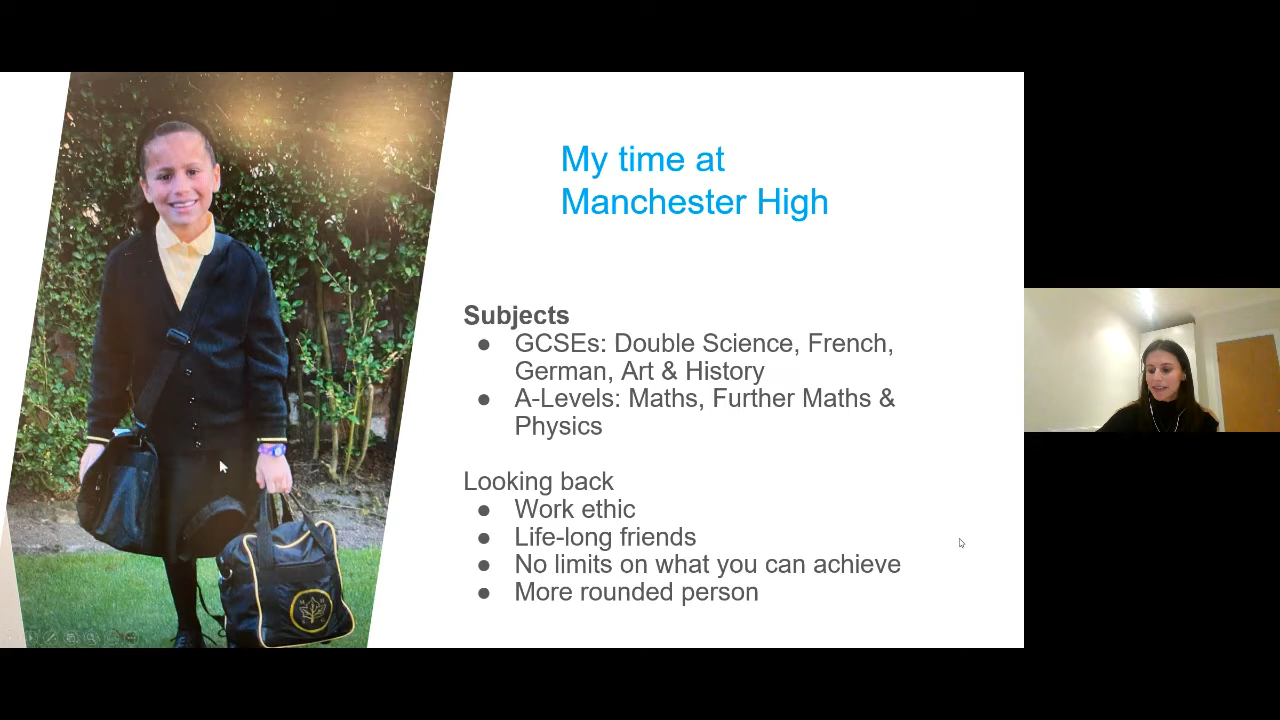 My time at
Manchester High
Subjects
● GCSEs: Double Science, French,
German, Art & History
● A-Levels: Maths, Further Maths &
Physics
Looking back
● Work ethic
● Life-long friends
● No limits on what you can achieve
● More rounded person